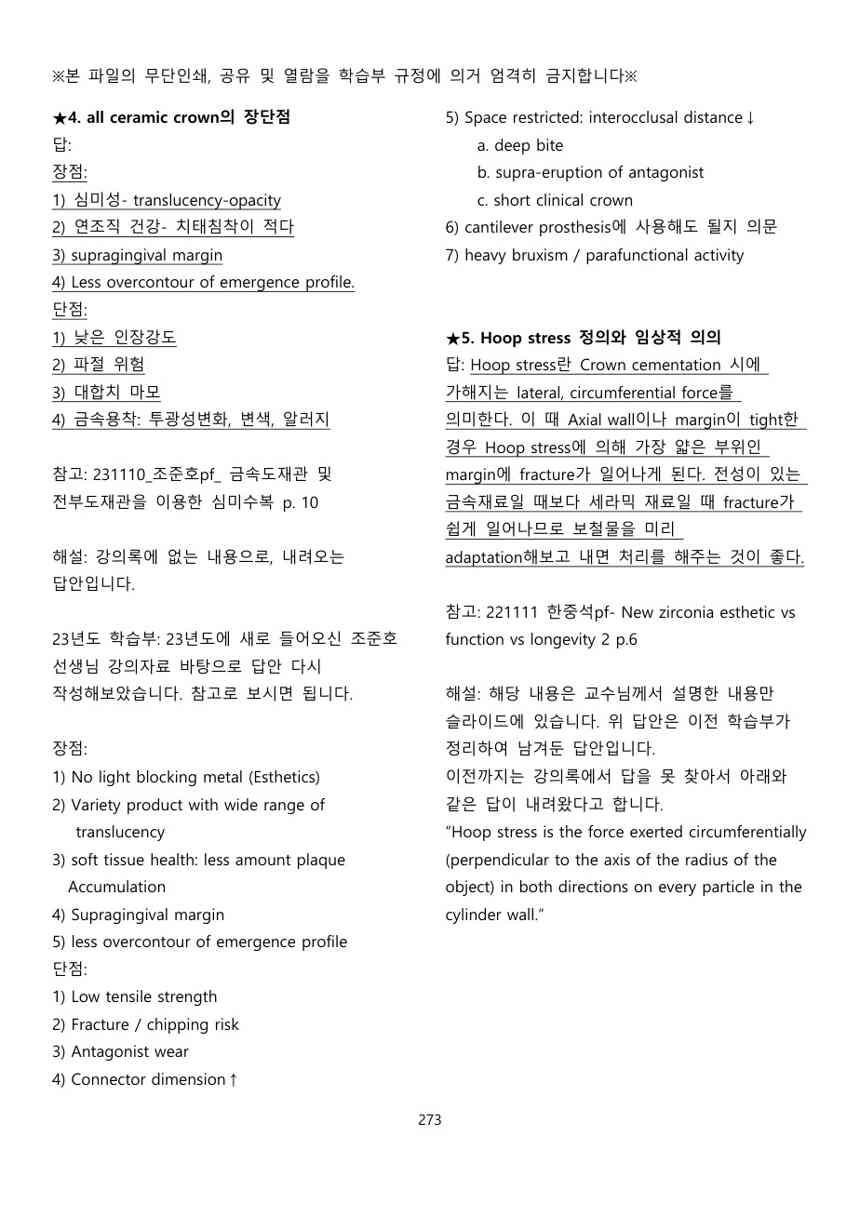 ※본 파일의 무단인쇄, 공유 및 열람을 학습부 규정에 의거 엄격히 금지합니다※
★4. all ceramic crown의 장단점
답:
장점:
1) 심미성- translucency-opacity
2) 연조직 건강- 치태침착이 적다
3) supragingival margin
4) Less overcontour of emergence profile.
단점:
1) 낮은 인장강도
2) 파절 위험
3) 대합치 마모
4) 금속용착: 투광성변화, 변색, 알러지
참고: 231110_조준호pf_ 금속도재관 및
전부도재관을 이용한 심미수복 p. 10
해설: 강의록에 없는 내용으로, 내려오는
답안입니다.
23년도 학습부: 23년도에 새로 들어오신 조준호
선생님 강의자료 바탕으로 답안 다시
작성해보았습니다. 참고로 보시면 됩니다.
장점:
1) No light blocking metal (Esthetics)
2) Variety product with wide range of
translucency
3) soft tissue health: less amount plaque
Accumulation
4) Supragingival margin
5) less overcontour of emergence profile
단점:
1) Low tensile strength
2) Fracture / chipping risk
3) Antagonist wear
4) Connector dimension↑
5) Space restricted: interocclusal distance↓
a. deep bite
b. supra-eruption of antagonist
c. short clinical crown
6) cantilever prosthesis에 사용해도 될지 의문
7) heavy bruxism / parafunctional activity
★5. Hoop stress 정의와 임상적 의의
답: Hoop stress란 Crown cementation 시에
가해지는 lateral, circumferential force를
의미한다. 이 때 Axial wall이나 margin이 tight한
경우 Hoop stress에 의해 가장 얇은 부위인
margin에 fracture가 일어나게 된다. 전성이 있는
금속재료일 때보다 세라믹 재료일 때 fracture가
쉽게 일어나므로 보철물을 미리
adaptation해보고 내면 처리를 해주는 것이 좋다.
참고: 221111 한중석pf- New zirconia esthetic vs
function vs longevity 2 p.6
해설: 해당 내용은 교수님께서 설명한 내용만
슬라이드에 있습니다. 위 답안은 이전 학습부가
정리하여 남겨둔 답안입니다.
이전까지는 강의록에서 답을 못 찾아서 아래와
같은 답이 내려왔다고 합니다.
“Hoop stress is the force exerted circumferentially
(perpendicular to the axis of the radius of the
object) in both directions on every particle in the
cylinder wall.”
273